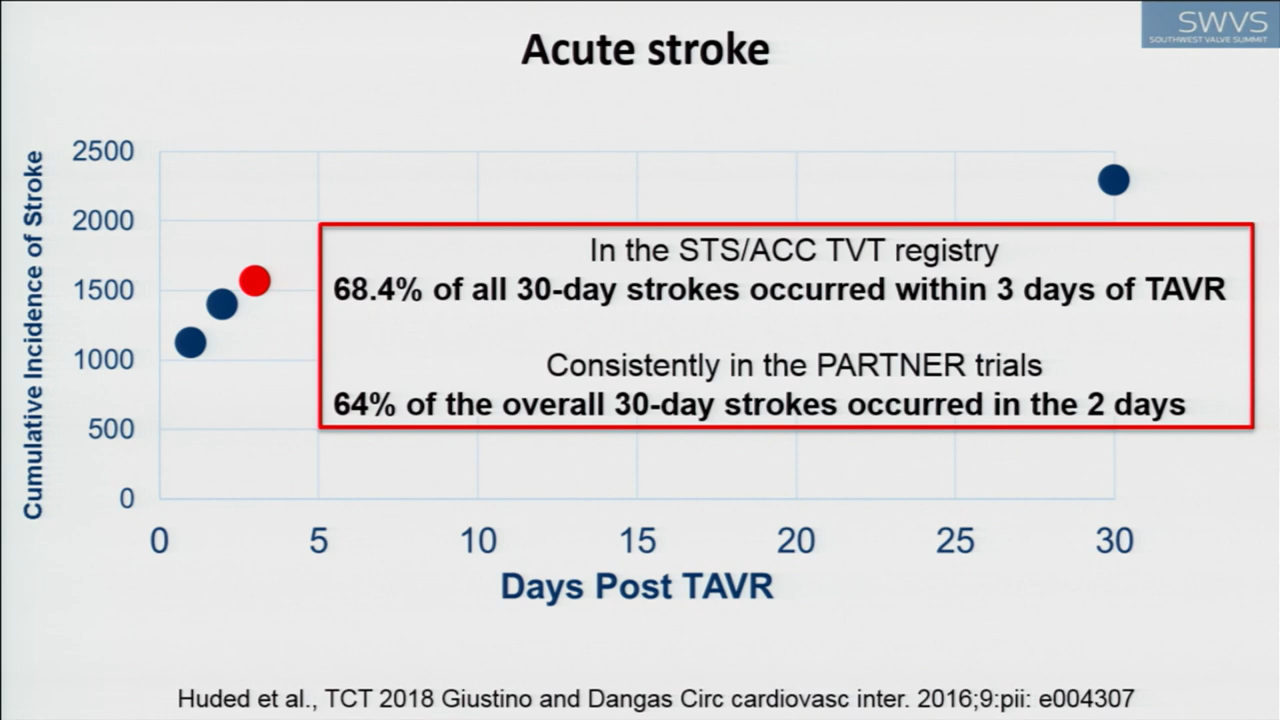 SWVS
SOUTHWEST VALVE SUMMIT
Acute stroke
Cumulative Incidence of Stroke
2500
2000
1500
1000
500
0
In the STS/ACC TVT registry
68.4% of all 30-day strokes occurred within 3 days of TAVR
Consistently in the PARTNER trials
64% of the overall 30-day strokes occurred in the 2 days
0 5 10 15 20 25 30
Days Post TAVR
Huded et al., TCT 2018 Giustino and Dangas Circ cardiovasc inter. 2016;9:pii: e004307